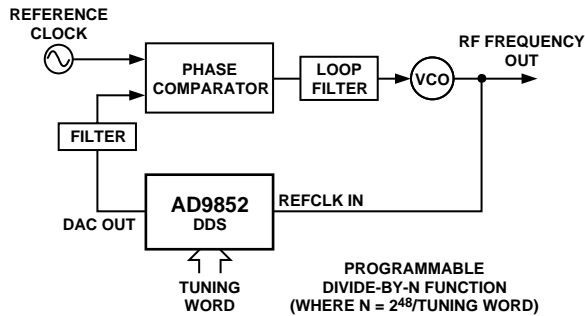 REFERENCE
CLOCK
PHASE
COMPARATOR
LOOP
FILTER
VCO
RF FREQUENCY
OUT
FILTER
AD9852
DDS
REFCLK IN
DAC OUT
TUNING
WORD
PROGRAMMABLE
DIVIDE-BY-N FUNCTION
(WHERE N = 2⁴⁸/TUNING WORD)